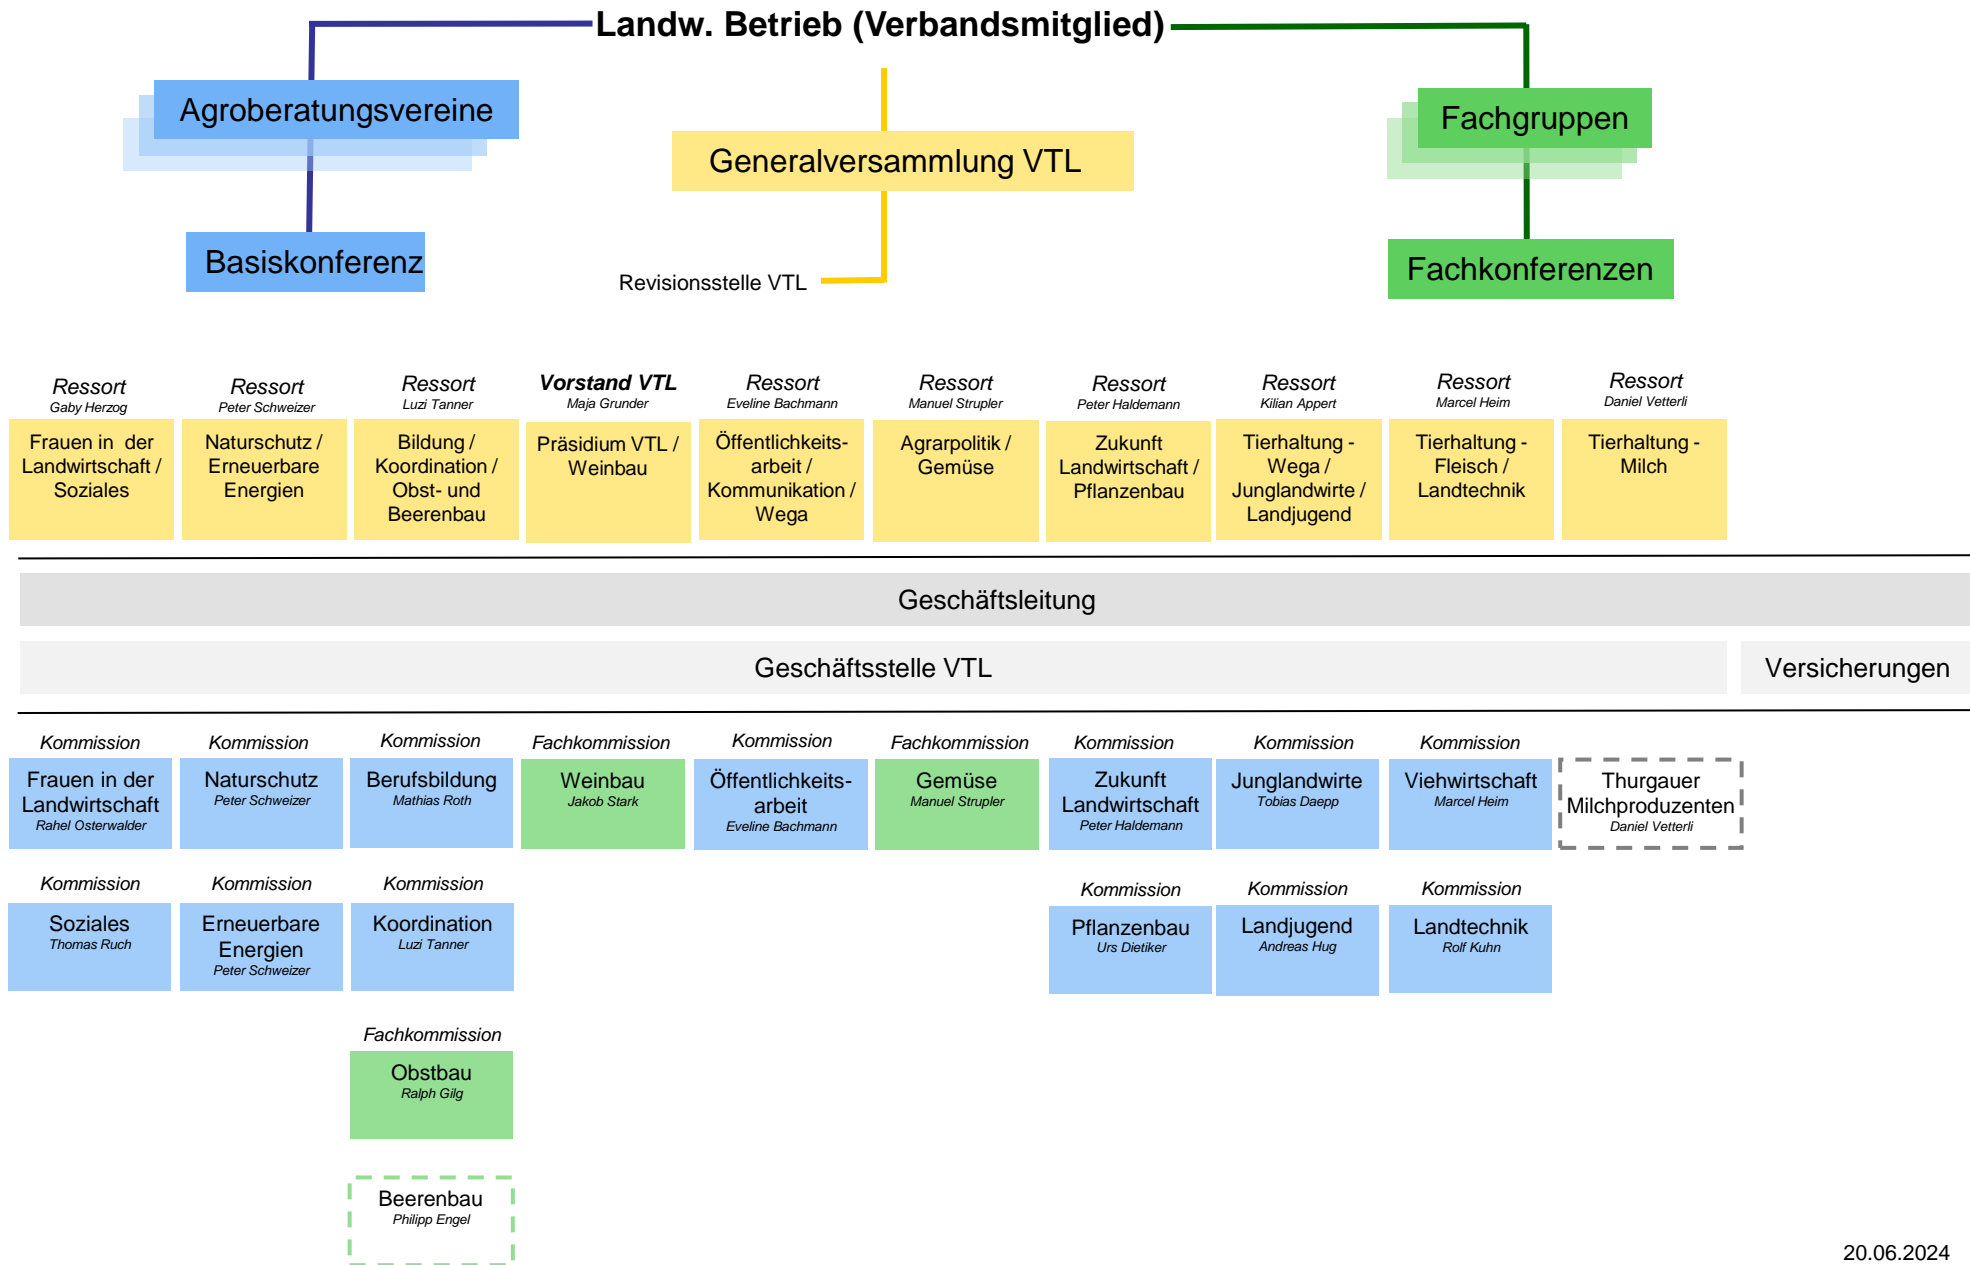 Landw. Betrieb (Verbandsmitglied)
Agroberatungsvereine
Generalversammlung VTL
Fachgruppen
Basiskonferenz
Revisionsstelle VTL
Fachkonferenzen
Ressort
Gaby Herzog
Frauen in der
Landwirtschaft /
Soziales
Ressort
Peter Schweizer
Naturschutz /
Erneuerbare
Energien
Ressort
Luzi Tanner
Bildung /
Koordination /
Obst- und
Beerenbau
Vorstand VTL
Maja Grunder
Präsidium VTL /
Weinbau
Ressort
Eveline Bachmann
Öffentlichkeits-
arbeit /
Kommunikation /
Wega
Ressort
Manuel Strupler
Agrarpolitik /
Gemüse
Ressort
Peter Haldemann
Zukunft
Landwirtschaft /
Pflanzenbau
Ressort
Kilian Appert
Tierhaltung -
Wega /
Junglandwirte /
Landjugend
Ressort
Marcel Heim
Tierhaltung -
Fleisch /
Landtechnik
Ressort
Daniel Vetterli
Tierhaltung -
Milch
Geschäftsleitung
Geschäftsstelle VTL
Versicherungen
Kommission
Frauen in der
Landwirtschaft
Rahel Osterwalder
Kommission
Naturschutz
Peter Schweizer
Kommission
Berufsbildung
Mathias Roth
Fachkommission
Weinbau
Jakob Stark
Kommission
Öffentlichkeits-
arbeit
Eveline Bachmann
Fachkommission
Gemüse
Manuel Strupler
Kommission
Zukunft
Landwirtschaft
Peter Haldemann
Kommission
Junglandwirte
Tobias Daepp
Kommission
Viehwirtschaft
Marcel Heim
Thurgauer
Milchproduzenten
Daniel Vetterli
Kommission
Soziales
Thomas Ruch
Kommission
Erneuerbare
Energien
Peter Schweizer
Kommission
Koordination
Luzi Tanner
Kommission
Pflanzenbau
Urs Dietiker
Kommission
Landjugend
Andreas Hug
Kommission
Landtechnik
Rolf Kuhn
Fachkommission
Obstbau
Ralph Gilg
Beerenbau
Philipp Engel
20.06.2024